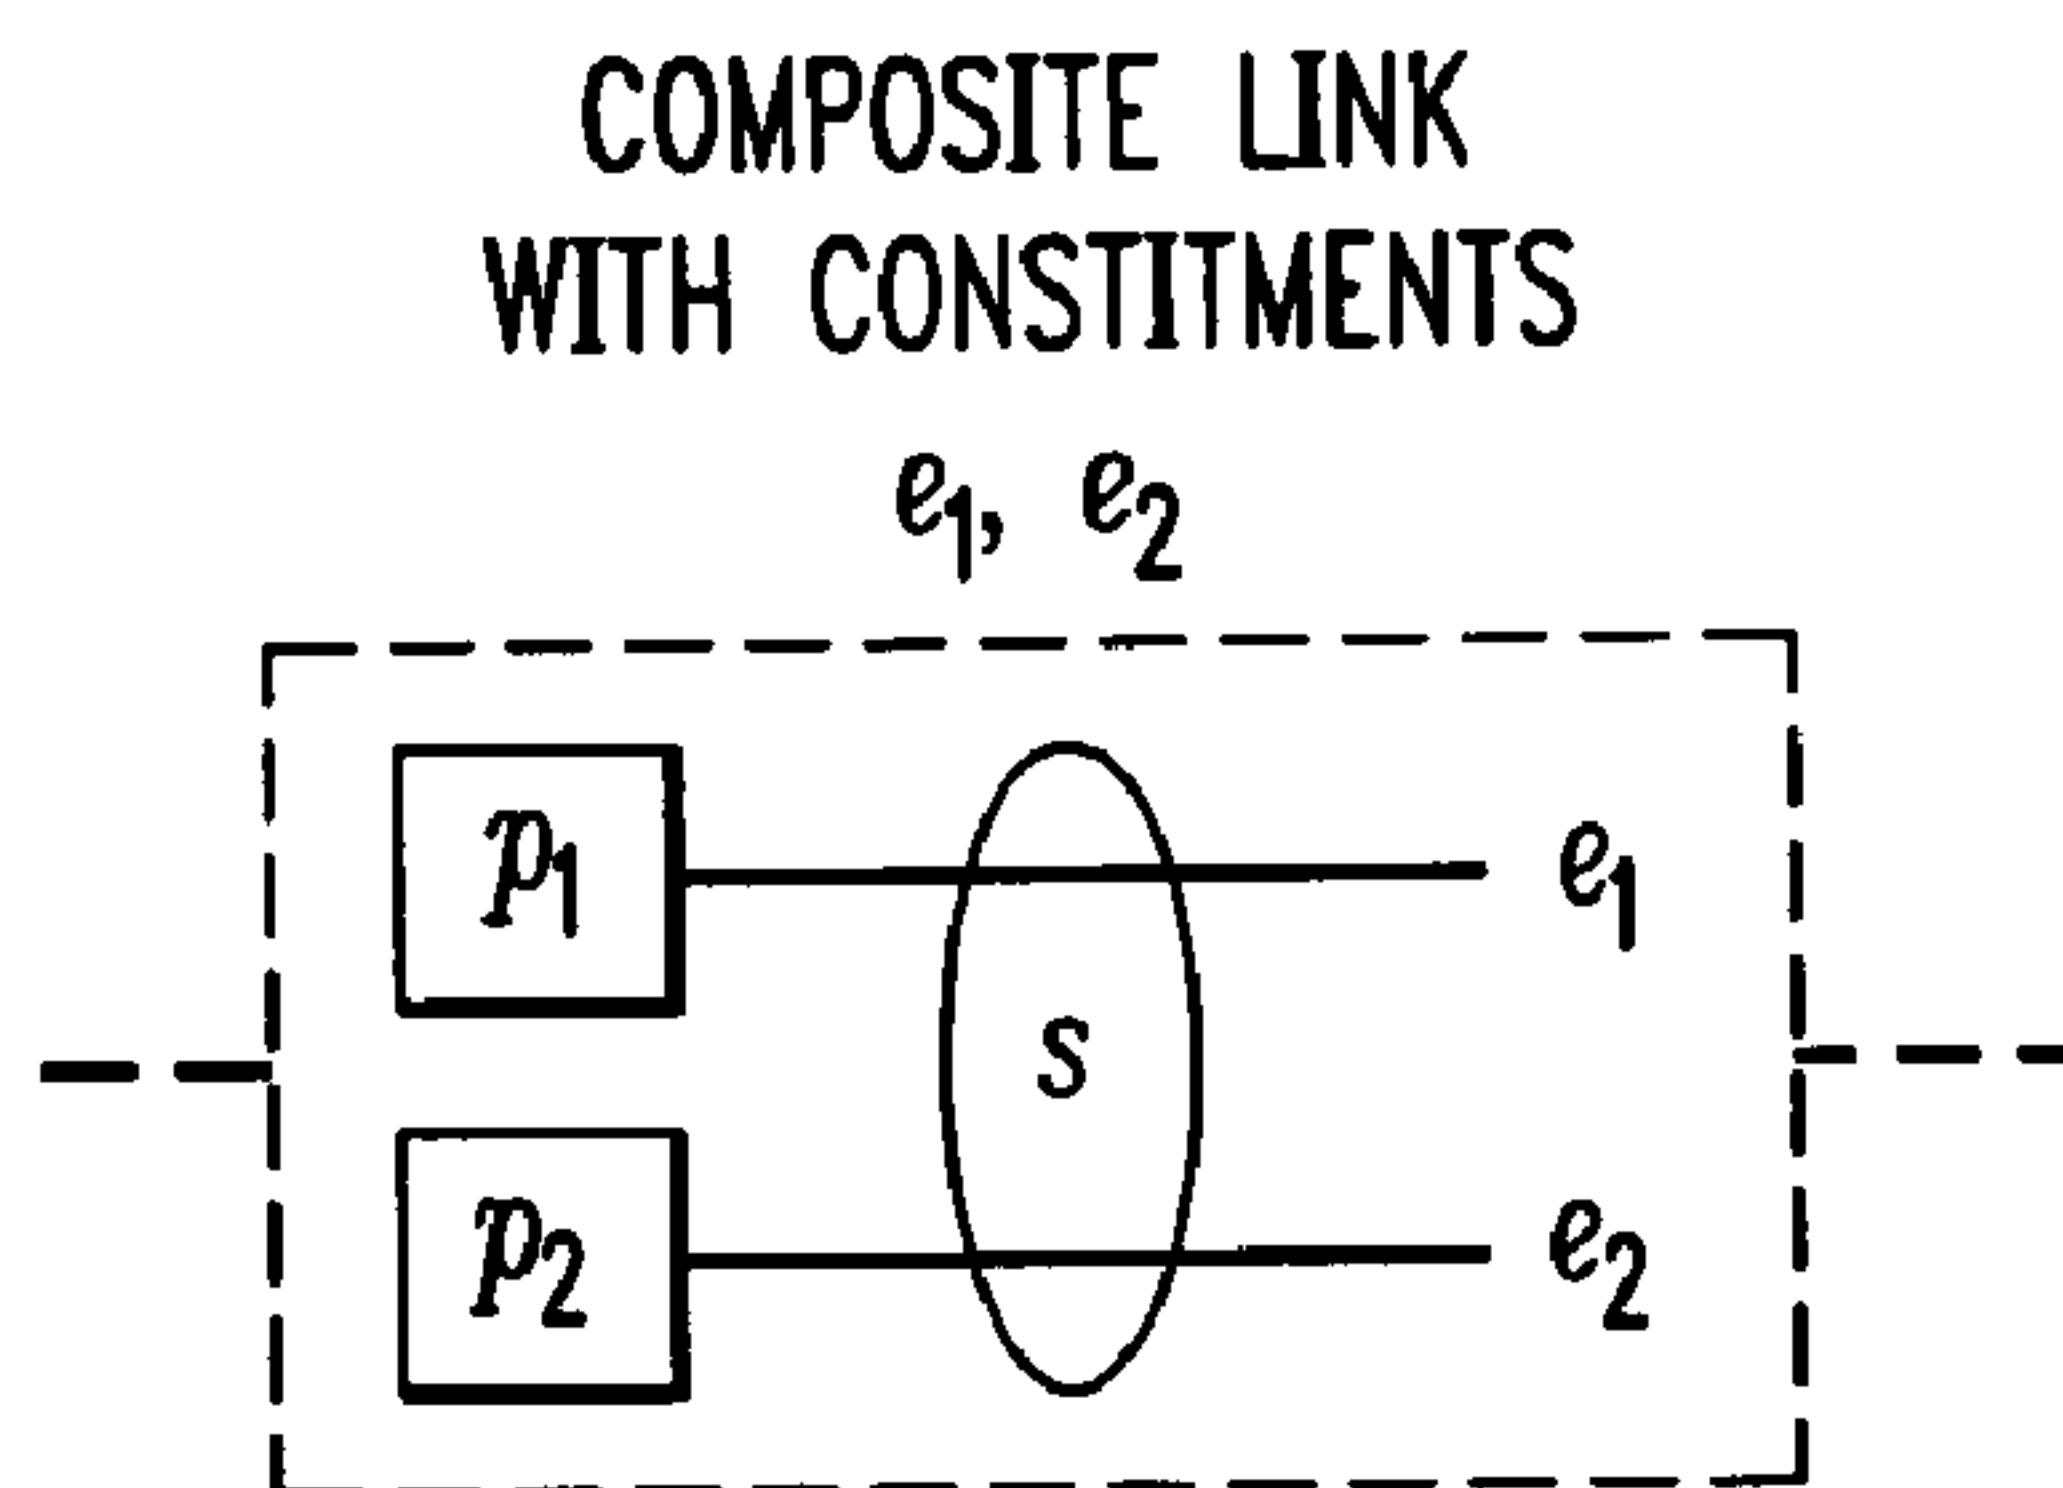 COMPOSITE LINK
WITH CONSTITMENTS
e1, e2
p1
e1
s
p2
e2